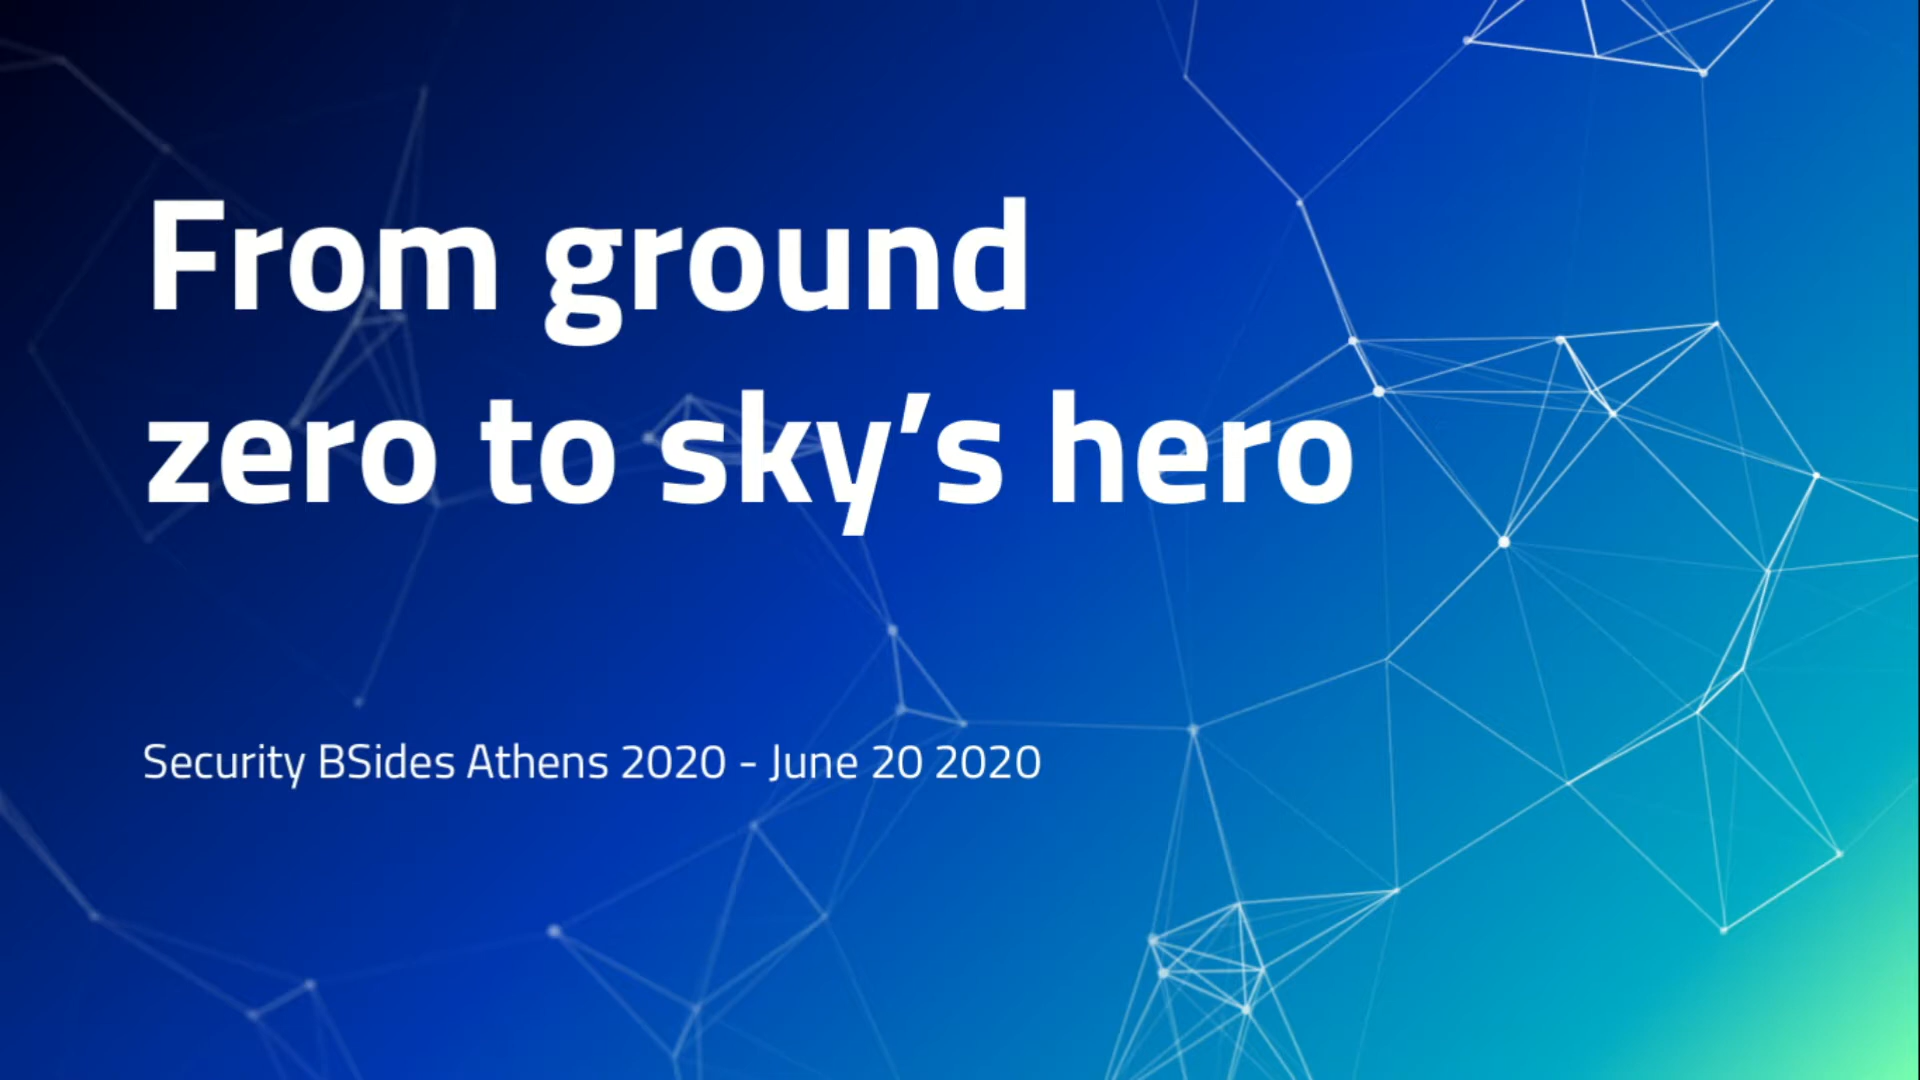 From ground
zero to sky’s hero
Security BSides Athens 2020 - June 20 2020